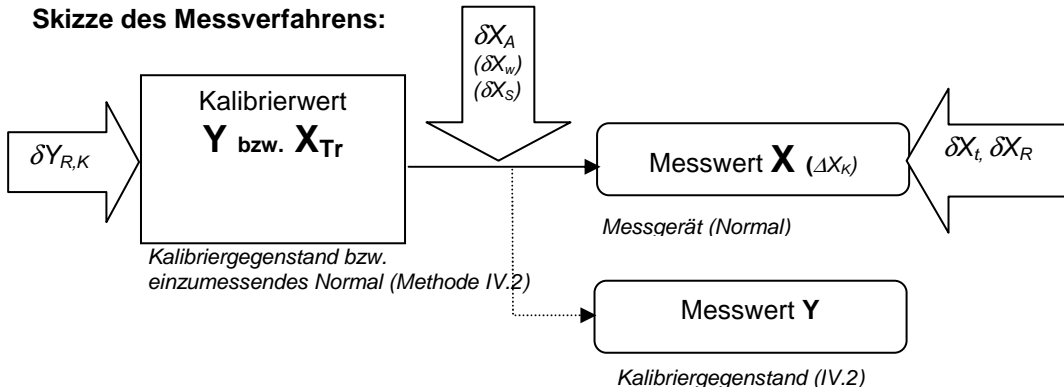 Skizze des Messverfahrens:
δX_A
(δX_w)
(δX_S)
Kalibrierwert
Y bzw. X_Tr
δY_R,K
Messwert X (ΔX_K)
δX_t, δX_R
Messgerät (Normal)
Kalibriergegenstand bzw.
einzumessendes Normal (Methode IV.2)
Messwert Y
Kalibriergegenstand (IV.2)